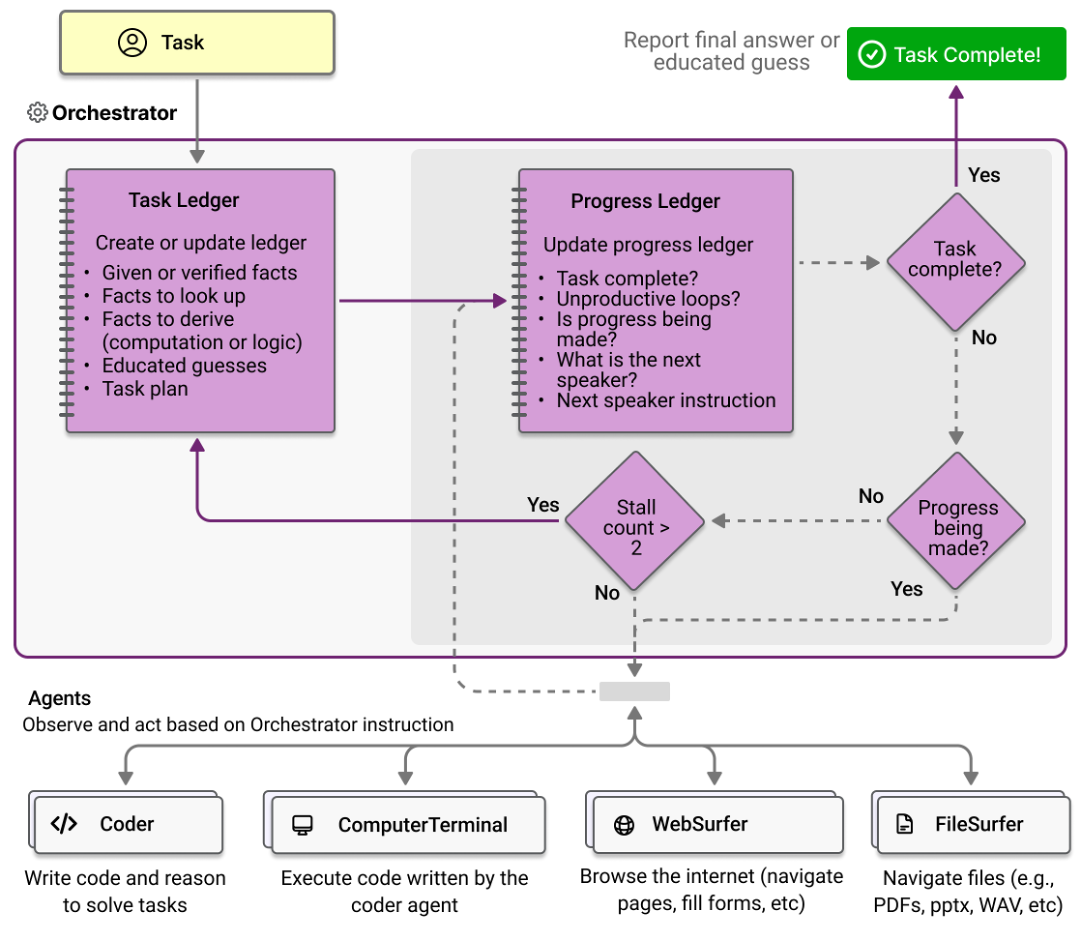 Task
Report final answer or
educated guess
Task Complete!
Orchestrator
Task Ledger
Create or update ledger
• Given or verified facts
• Facts to look up
• Facts to derive
(computation or logic)
• Educated guesses
• Task plan
Progress Ledger
Update progress ledger
• Task complete?
• Unproductive loops?
• Is progress being
made?
• What is the next
speaker?
• Next speaker instruction
Yes
Task
complete?
No
Progress
being
made?
No
Yes
Stall
count >
2
Yes
No
Agents
Observe and act based on Orchestrator instruction
Coder
Write code and reason
to solve tasks
ComputerTerminal
Execute code written by the
coder agent
WebSurfer
Browse the internet (navigate
pages, fill forms, etc)
FileSurfer
Navigate files (e.g.,
PDFs, pptx, WAV, etc)